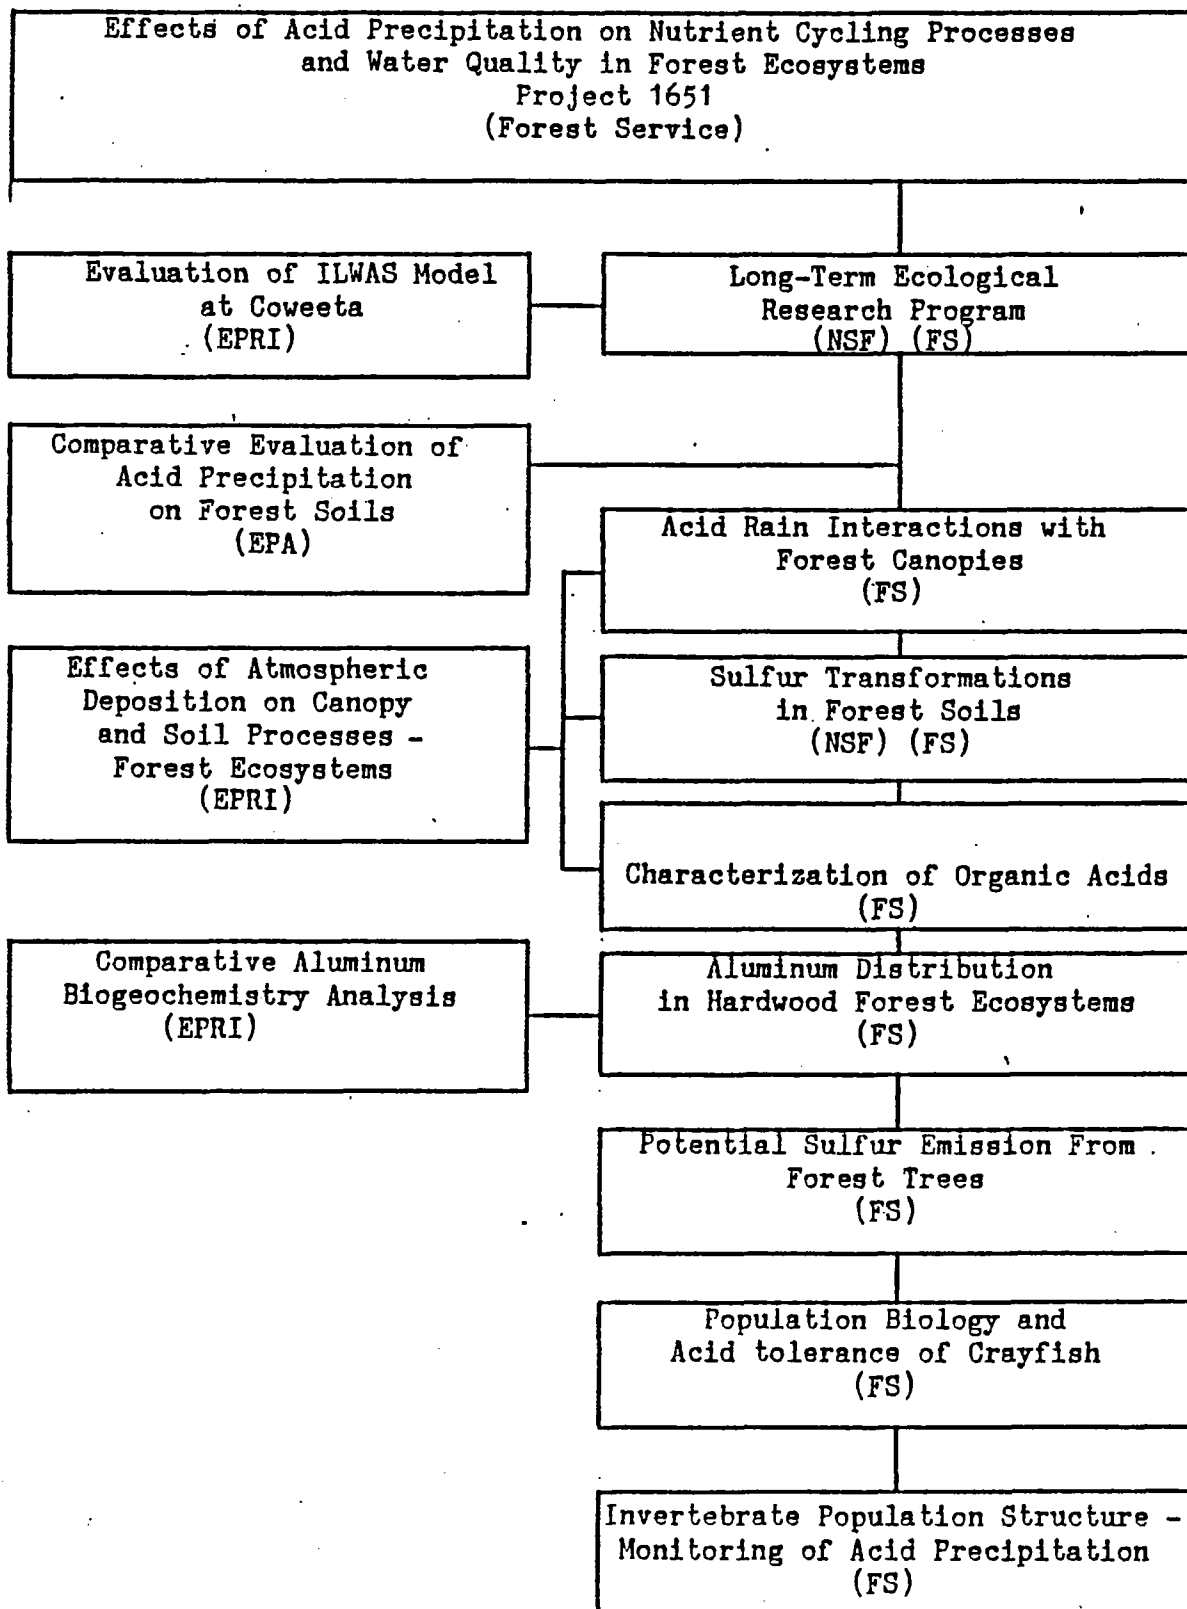 Effects of Acid Precipitation on Nutrient Cycling Processes
and Water Quality in Forest Ecosystems
Project 1651
(Forest Service)
Evaluation of ILWAS Model
at Coweeta
(EPRI)
Long-Term Ecological
Research Program
(NSF) (FS)
Comparative Evaluation of
Acid Precipitation
on Forest Soils
(EPA)
Acid Rain Interactions with
Forest Canopies
(FS)
Effects of Atmospheric
Deposition on Canopy
and Soil Processes -
Forest Ecosystems
(EPRI)
Sulfur Transformations
in Forest Soils
(NSF) (FS)
Characterization of Organic Acids
(FS)
Comparative Aluminum
Biogeochemistry Analysis
(EPRI)
Aluminum Distribution
in Hardwood Forest Ecosystems
(FS)
Potential Sulfur Emission From
Forest Trees
(FS)
Population Biology and
Acid tolerance of Crayfish
(FS)
Invertebrate Population Structure -
Monitoring of Acid Precipitation
(FS)